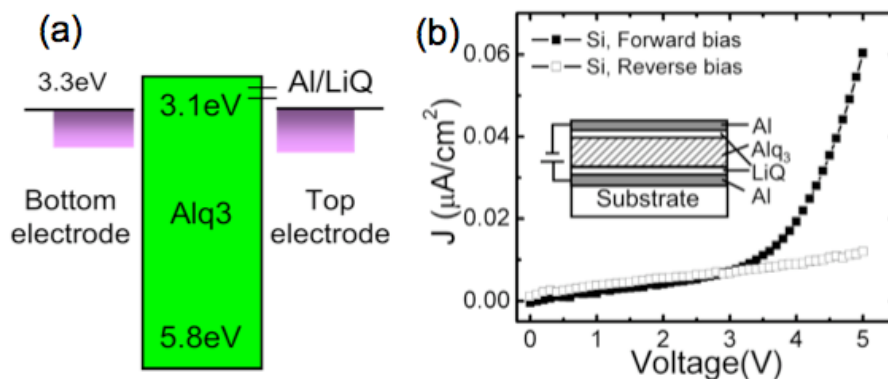 (a)
3.3eV
Al/LiQ
3.1eV
Bottom
electrode
Alq3
Top
electrode
5.8eV
(b)
Si, Forward bias
Si, Reverse bias
Al
Alq₃
LiQ
Al
Substrate
J (μA/cm²)
0.06
0.04
0.02
0.00
0 1 2 3 4 5
Voltage(V)